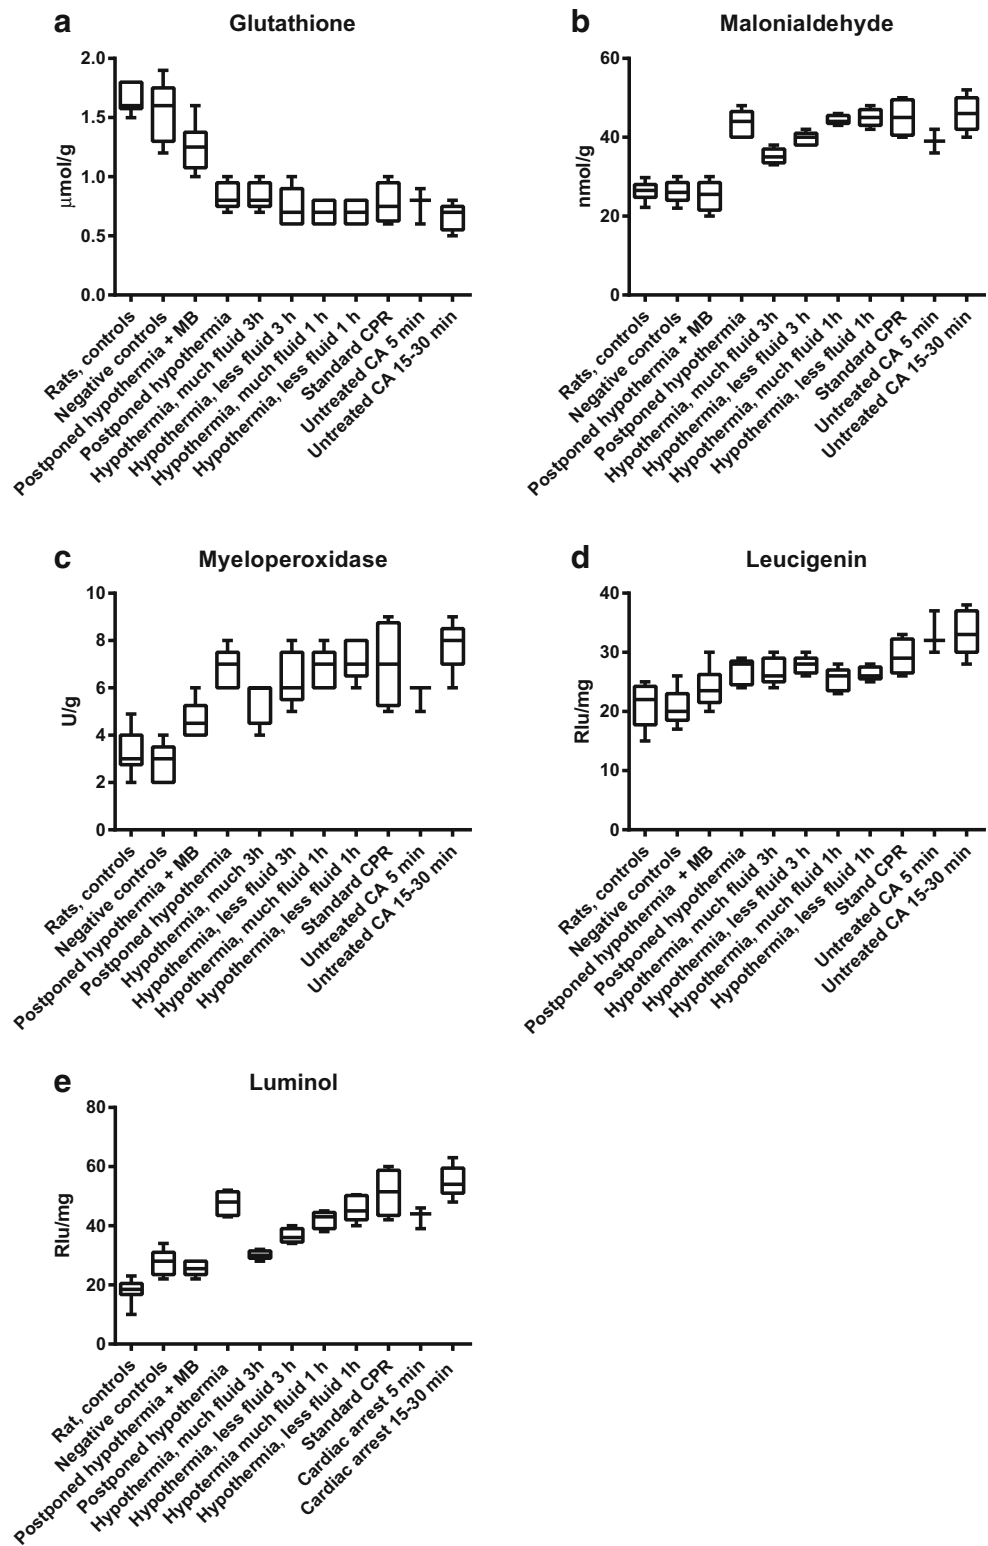 a Glutathione
2.0
1.5
1.0
0.5
0.0
μmol/g
Rats, controls
Negative controls
Postponed hypothermia + MB
Postponed hypothermia
Hypothermia, much fluid 3h
Hypothermia, less fluid 3 h
Hypothermia, much fluid 1 h
Hypothermia, less fluid 1 h
Standard CPR
Untreated CA 5 min
Untreated CA 15-30 min
b Malonialdehyde
60
40
20
0
nmol/g
Rats, controls
Negative controls
Postponed hypothermia + MB
Postponed hypothermia
Hypothermia, much fluid 3h
Hypothermia, less fluid 3 h
Hypothermia, much fluid 1h
Hypothermia, less fluid 1h
Standard CPR
Untreated CA 5 min
Untreated CA 15-30 min
c Myeloperoxidase
10
8
6
4
2
0
U/g
Rats, controls
Negative controls
Postponed hypothermia + MB
Postponed hypothermia
Hypothermia, much 3h
Hypothermia, less fluid 3h
Hypothermia, much fluid 1h
Hypothermia, less fluid 1h
Standard CPR
Untreated CA 5 min
Untreated CA 15-30 min
d Leucigenin
40
30
20
10
0
Rlu/mg
Rats, controls
Negative controls
Postponed hypothermia + MB
Postponed hypothermia
Hypothermia, much fluid 3h
Hypothermia, less fluid 3 h
Hypothermia, much fluid 1h
Hypothermia, less fluid 1h
Stand CPR
Untreated CA 5 min
Untreated CA 15-30 min
e Luminol
80
60
40
20
0
Rlu/mg
Rat, controls
Negative controls
Postponed hypothermia + MB
Postponed hypothermia
Hypothermia, much fluid 3h
Hypothermia, less fluid 3 h
Hypotermia much fluid 1 h
Hypothermia, less fluid 1h
Standard CPR
Cardiac arrest 5 min
Cardiac arrest 15-30 min